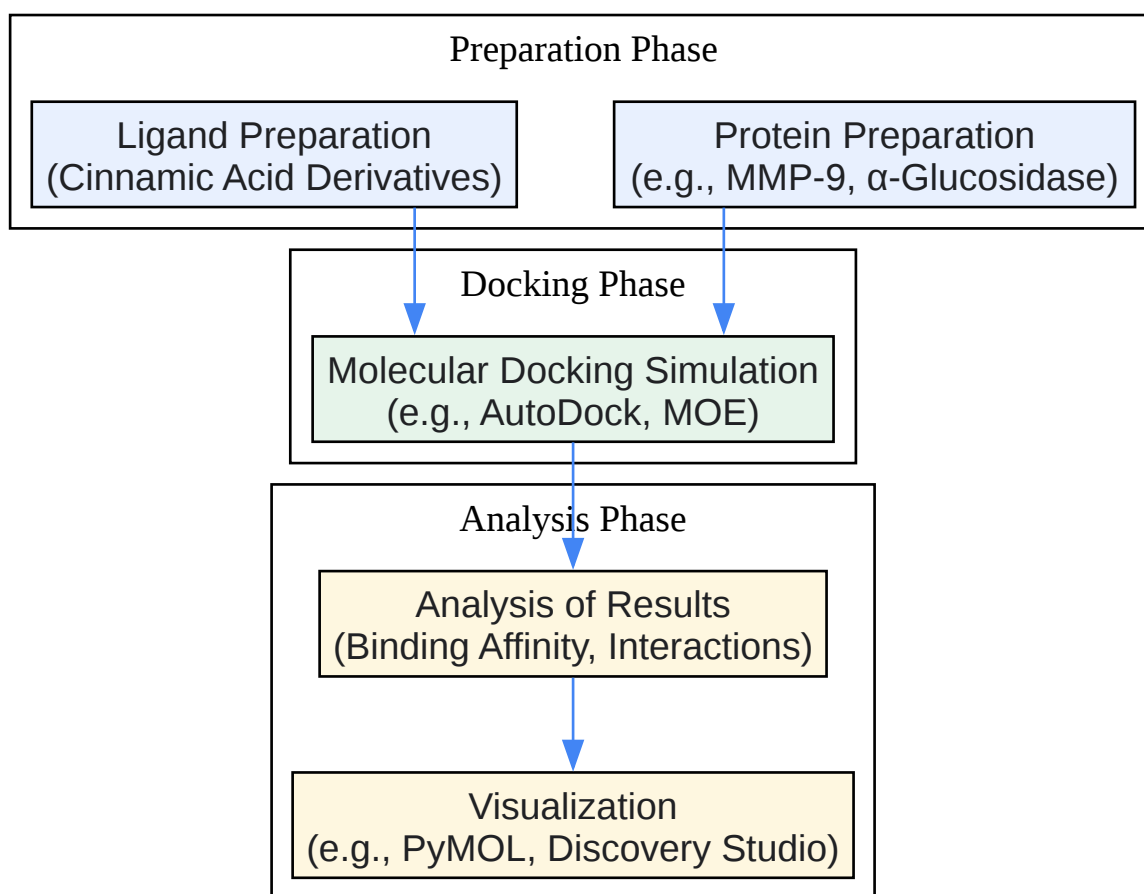 Preparation Phase
Ligand Preparation
(Cinnamic Acid Derivatives)
Protein Preparation
(e.g., MMP-9, α-Glucosidase)
Docking Phase
Molecular Docking Simulation
(e.g., AutoDock, MOE)
Analysis Phase
Analysis of Results
(Binding Affinity, Interactions)
Visualization
(e.g., PyMOL, Discovery Studio)